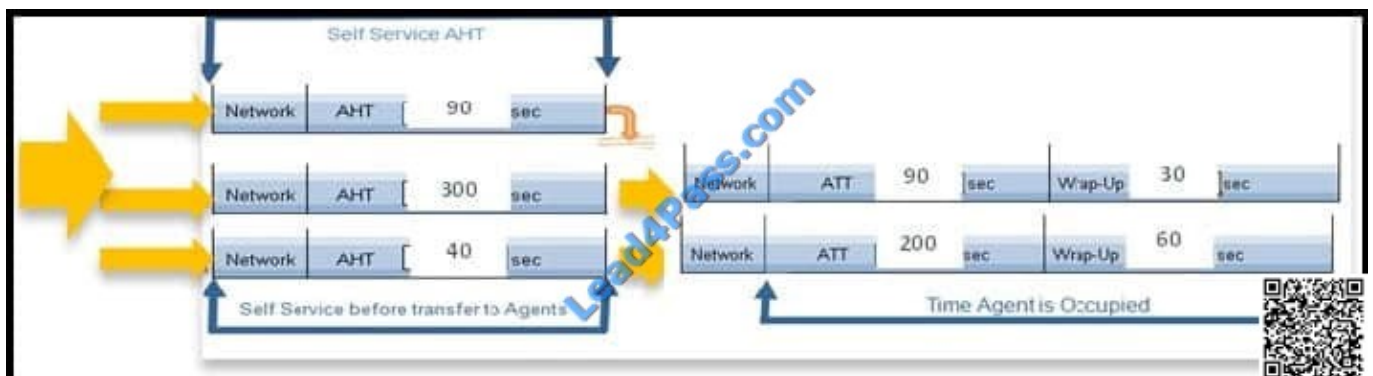 Self Service AHT
Network AHT [ 90 sec
Network AHT [ 300 sec
Network AHT [ 40 sec
Self Service before transfer to Agents
Network ATT 90 ]sec Wrap-Up 30 ]sec
Network ATT 200 sec Wrap-Up 60 sec
Time Agent is Occupied
Lead4Pass.com